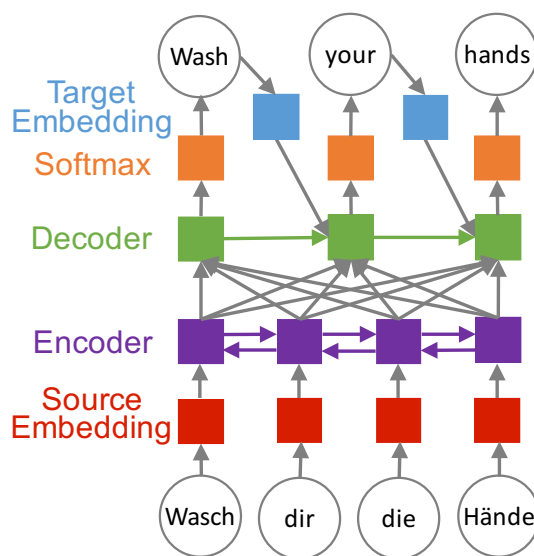 Wash your hands
Target
Embedding
Softmax
Decoder
Encoder
Source
Embedding
Wasch dir die Hände